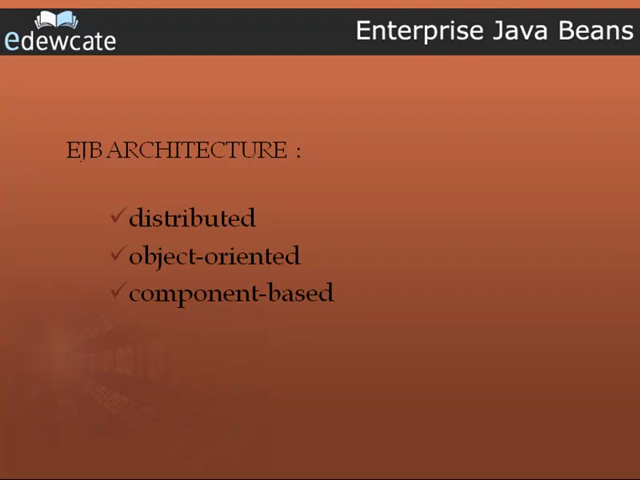 edewcate
Enterprise Java Beans
EJB ARCHITECTURE :
distributed
object-oriented
component-based